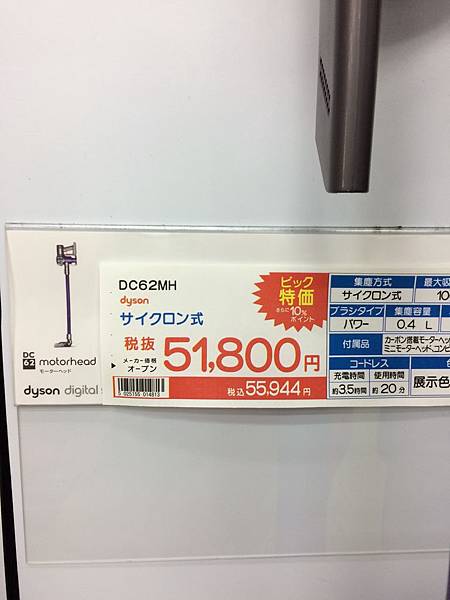 DC62MH
dyson
サイクロン式
ビック
特価
さらに10%
ポイント
税抜 51,800円
メーカー価格
オープン
5 025155 014813
税込 55,944円
集塵方式
サイクロン式
ブラシタイプ 集塵容量
パワー 0.4 L
付属品
カーボン搭載モーターヘッ
ミニモーターヘッド、コンビ
コードレス
充電時間 使用時間
約3.5時間 約20分
展示色
DC
62
motorhead
モーターヘッド
dyson digital